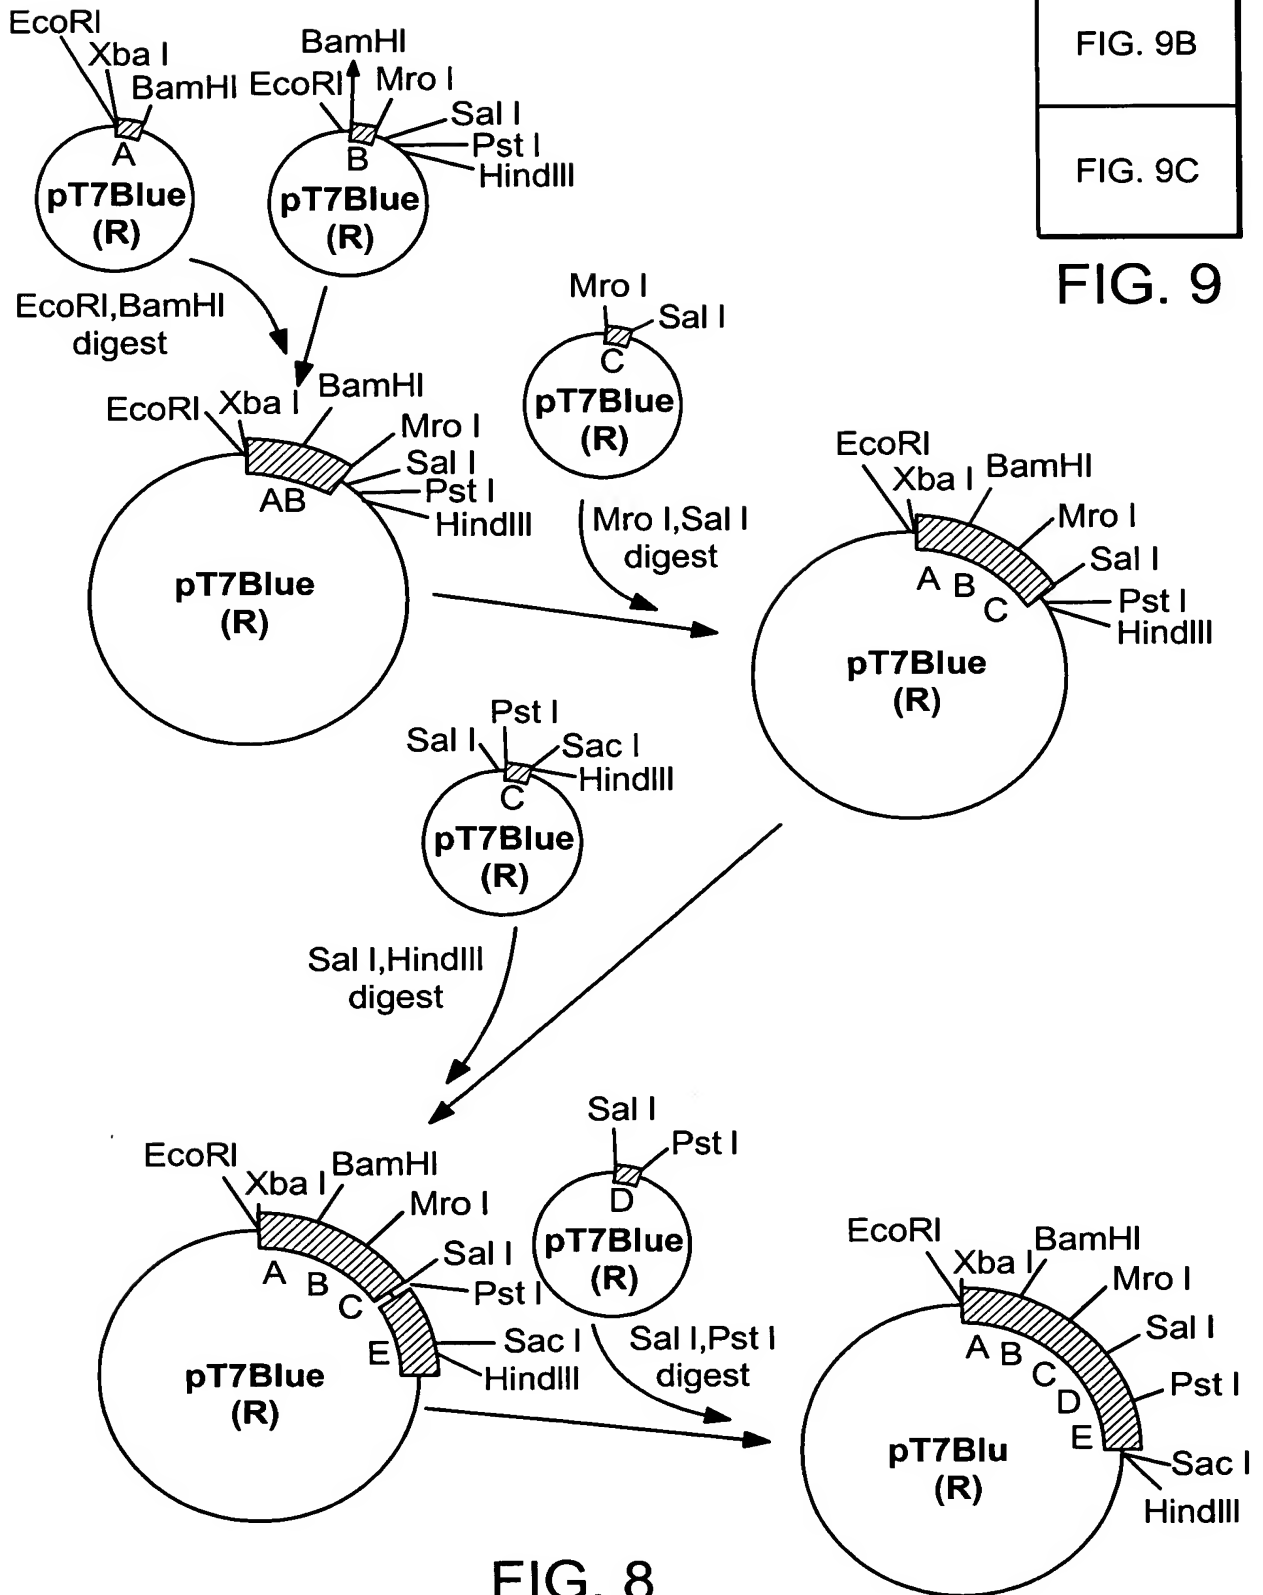 EcoRI
Xba I
BamHI
A
pT7Blue
(R)
BamHI
EcoRI
Mro I
Sal I
Pst I
HindIII
B
pT7Blue
(R)
FIG. 9B
FIG. 9C
FIG. 9
EcoRI,BamHI
digest
Mro I
Sal I
C
pT7Blue
(R)
EcoRI
Xba I
BamHI
Mro I
Sal I
Pst I
HindIII
AB
pT7Blue
(R)
Mro I,Sal I
digest
EcoRI
Xba I
BamHI
Mro I
Sal I
Pst I
HindIII
A
B
C
pT7Blue
(R)
Sal I
Pst I
Sac I
HindIII
C
pT7Blue
(R)
Sal I,HindIII
digest
EcoRI
Xba I
BamHI
Mro I
Sal I
Pst I
Sac I
HindIII
A
B
C
E
pT7Blue
(R)
Sal I
Pst I
D
pT7Blue
(R)
Sal I,Pst I
digest
EcoRI
Xba I
BamHI
Mro I
Sal I
Pst I
Sac I
HindIII
A
B
C
D
E
pT7Blu
(R)
FIG. 8